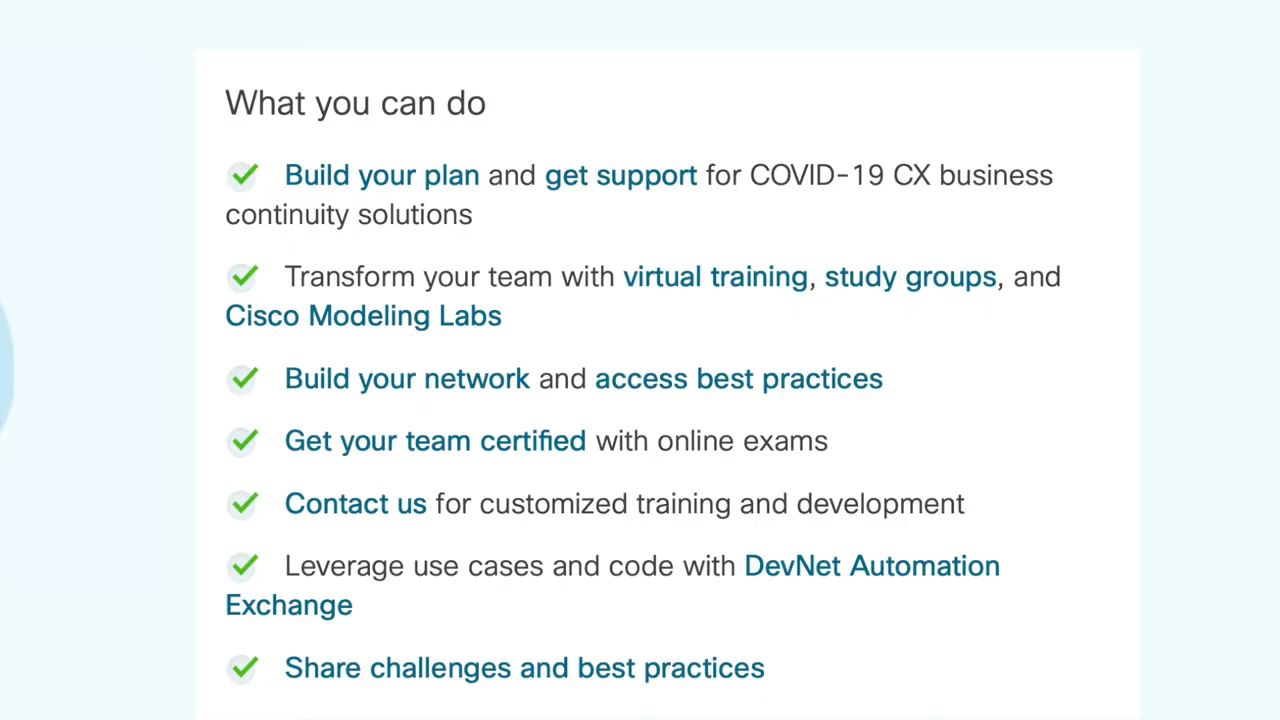 What you can do
Build your plan and get support for COVID-19 CX business
continuity solutions
Transform your team with virtual training, study groups, and
Cisco Modeling Labs
Build your network and access best practices
Get your team certified with online exams
Contact us for customized training and development
Leverage use cases and code with DevNet Automation
Exchange
Share challenges and best practices